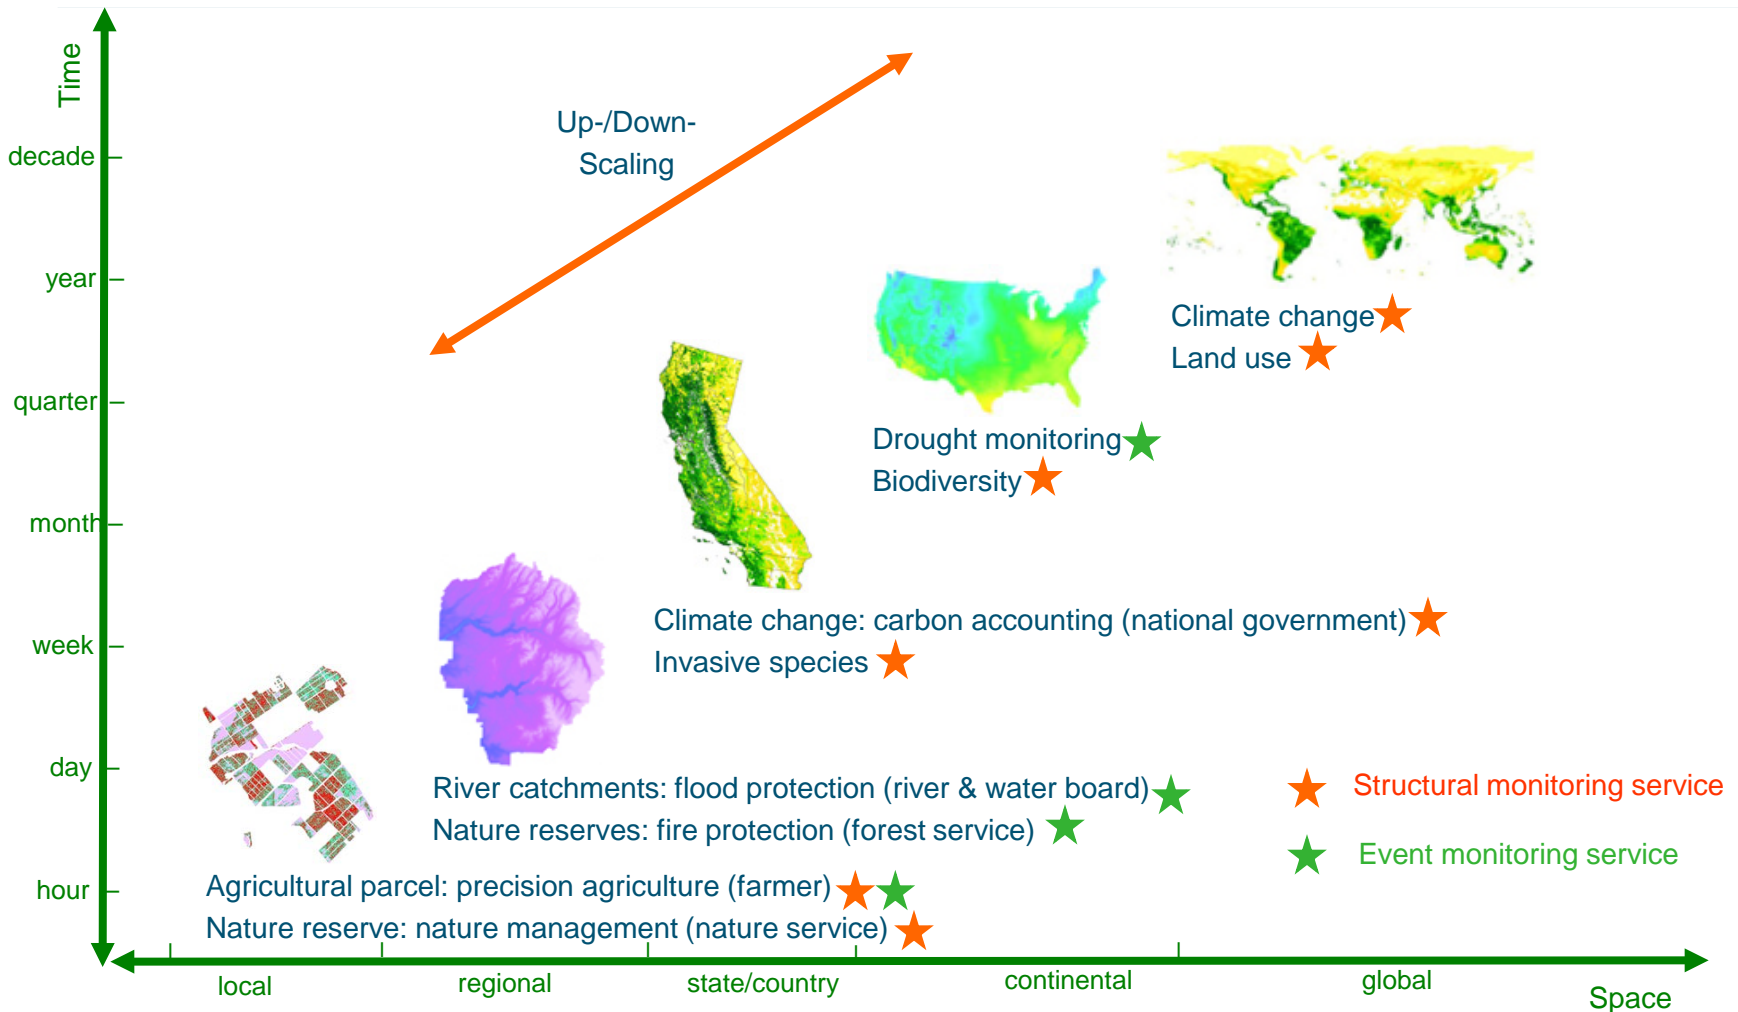 Time
decade
year
quarter
month
week
day
hour
Up-/Down-
Scaling
Climate change
Land use
Drought monitoring
Biodiversity
Climate change: carbon accounting (national government)
Invasive species
River catchments: flood protection (river & water board)
Nature reserves: fire protection (forest service)
Agricultural parcel: precision agriculture (farmer)
Nature reserve: nature management (nature service)
Structural monitoring service
Event monitoring service
local
regional
state/country
continental
global
Space